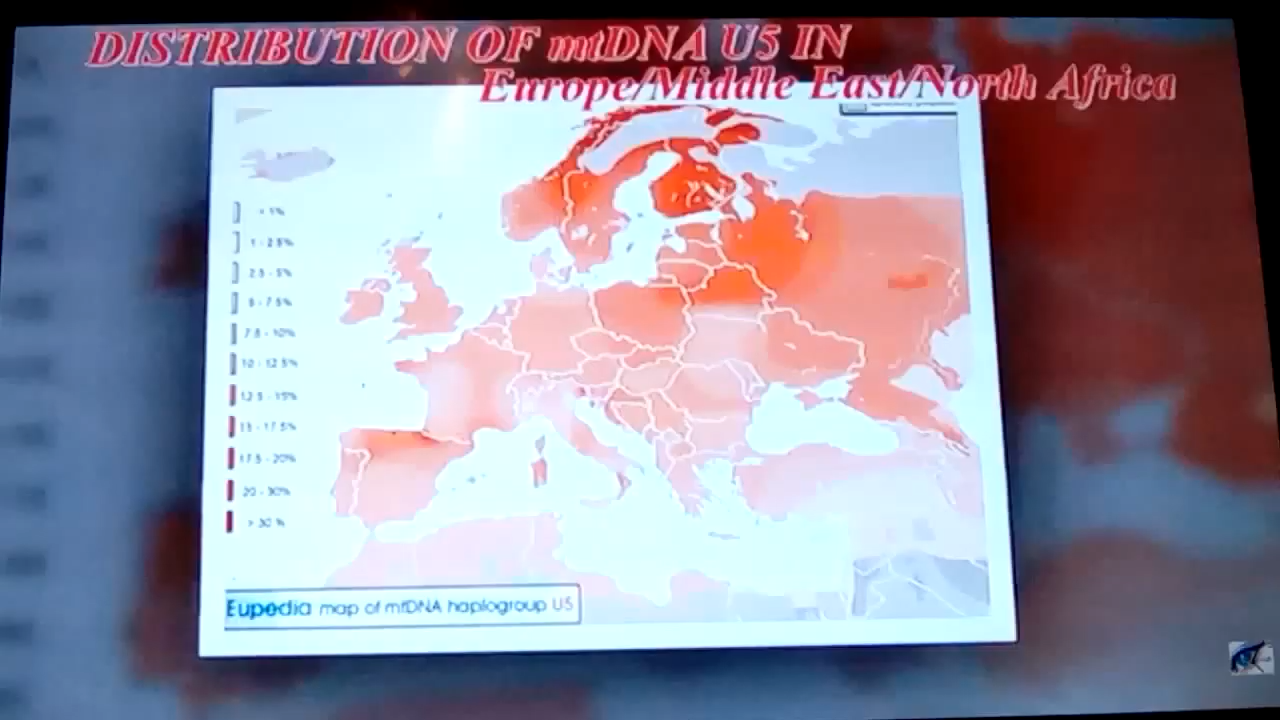 DISTRIBUTION OF mtDNA U5 IN
Europe/Middle East/North Africa
< 1%
1 - 2.5%
2.5 - 5%
5 - 7.5%
7.5 - 10%
10 - 12.5%
12.5 - 15%
15 - 17.5%
17.5 - 20%
20 - 30%
> 30 %
Eupedia map of mtDNA haplogroup U5